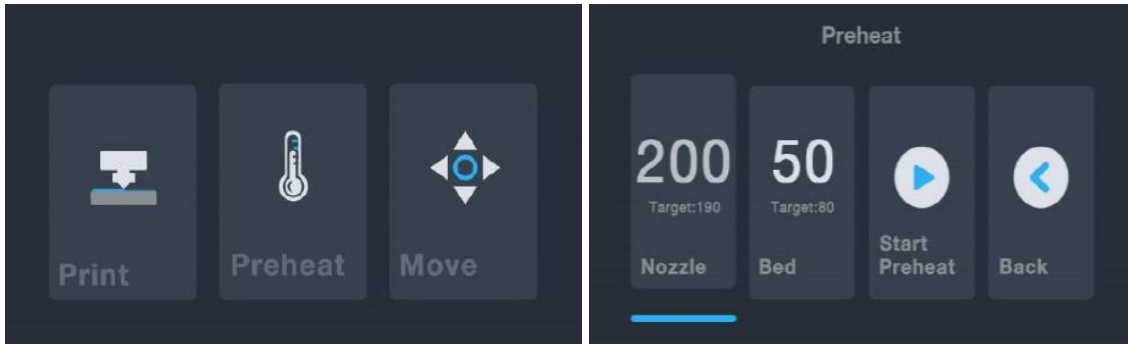 Print
Preheat
Move
Preheat
200
Target:190
Nozzle
50
Target:80
Bed
Start
Preheat
Back